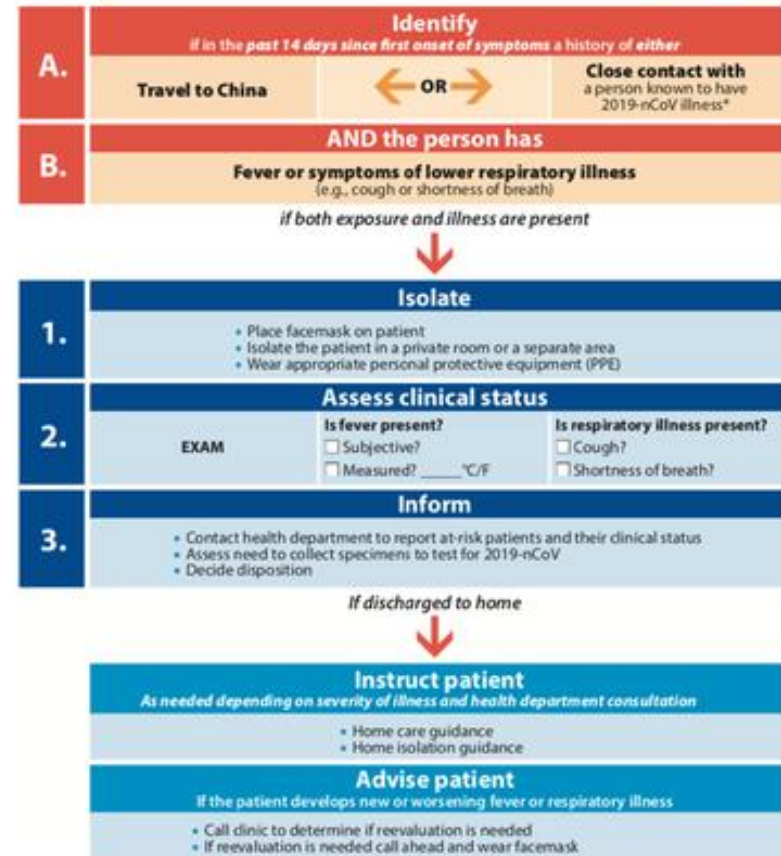 A.
Identify
if in the past 14 days since first onset of symptoms a history of either
Travel to China
OR
Close contact with
a person known to have
2019-nCoV illness*
B.
AND the person has
Fever or symptoms of lower respiratory illness
(e.g., cough or shortness of breath)
if both exposure and illness are present
1.
Isolate
• Place facemask on patient
• Isolate the patient in a private room or a separate area
• Wear appropriate personal protective equipment (PPE)
2.
Assess clinical status
EXAM
Is fever present?
Subjective?
Measured? _____°C/F
Is respiratory illness present?
Cough?
Shortness of breath?
3.
Inform
• Contact health department to report at-risk patients and their clinical status
• Assess need to collect specimens to test for 2019-nCoV
• Decide disposition
If discharged to home
Instruct patient
As needed depending on severity of illness and health department consultation
• Home care guidance
• Home isolation guidance
Advise patient
If the patient develops new or worsening fever or respiratory illness
• Call clinic to determine if reevaluation is needed
• If reevaluation is needed call ahead and wear facemask